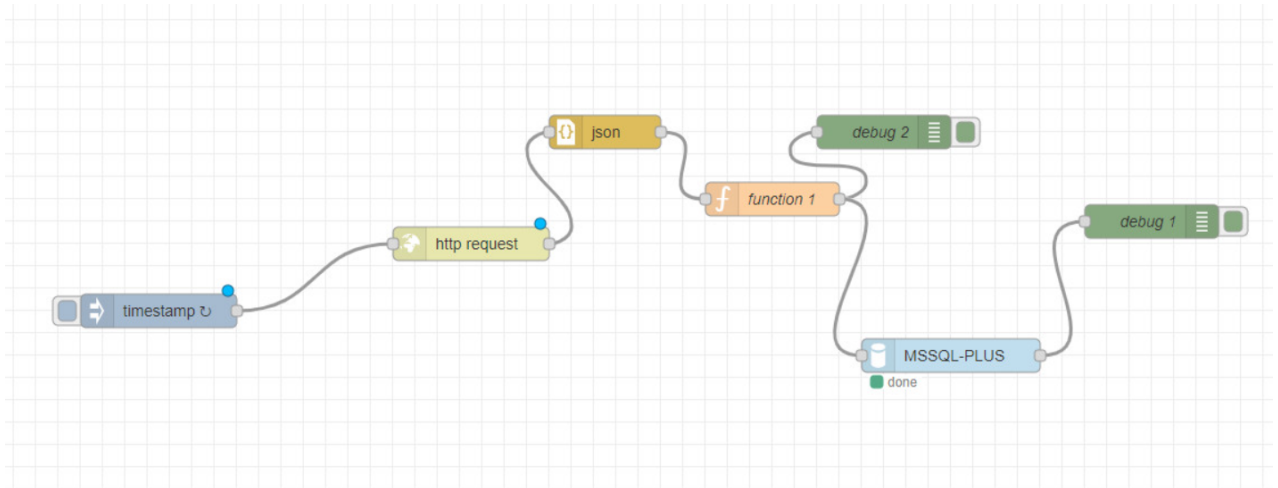 json
debug 2
function 1
debug 1
http request
timestamp ↻
MSSQL-PLUS
done